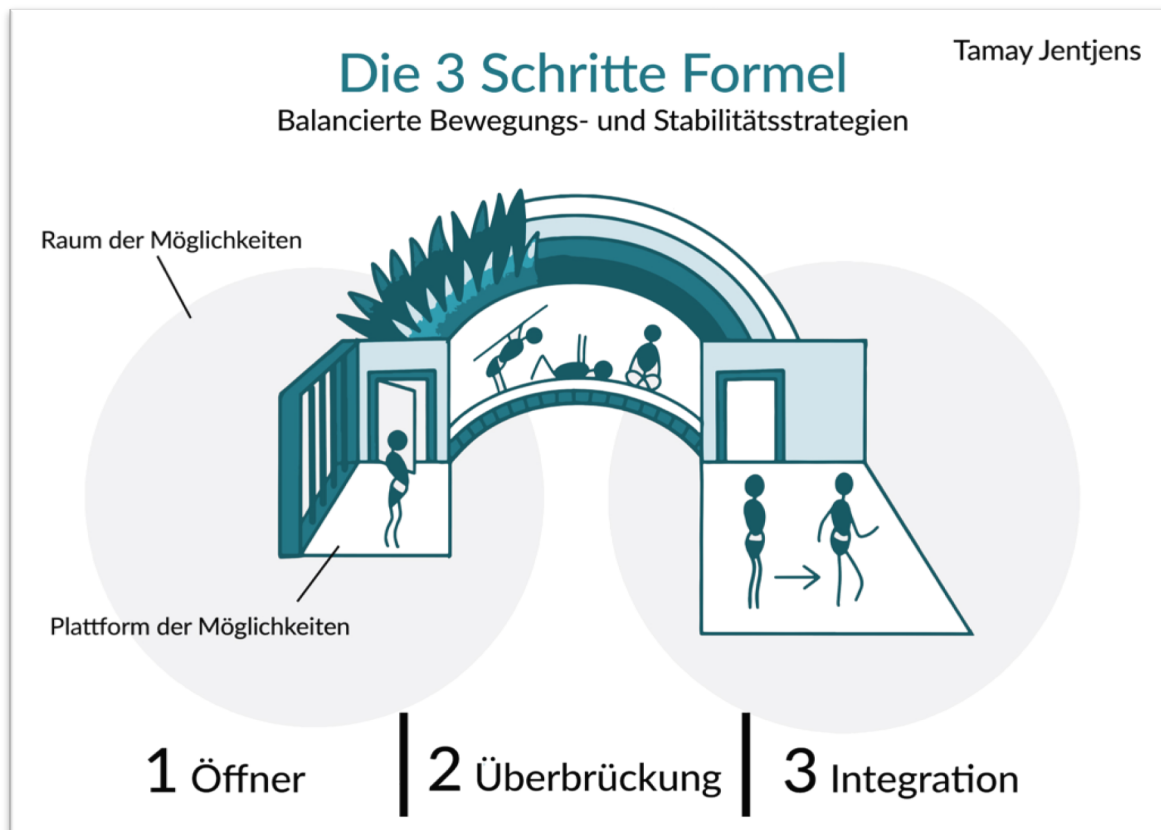 Tamay Jentjens
Die 3 Schritte Formel
Balancierte Bewegungs- und Stabilitätsstrategien
Raum der Möglichkeiten
Plattform der Möglichkeiten
1 Öffner
2 Überbrückung
3 Integration